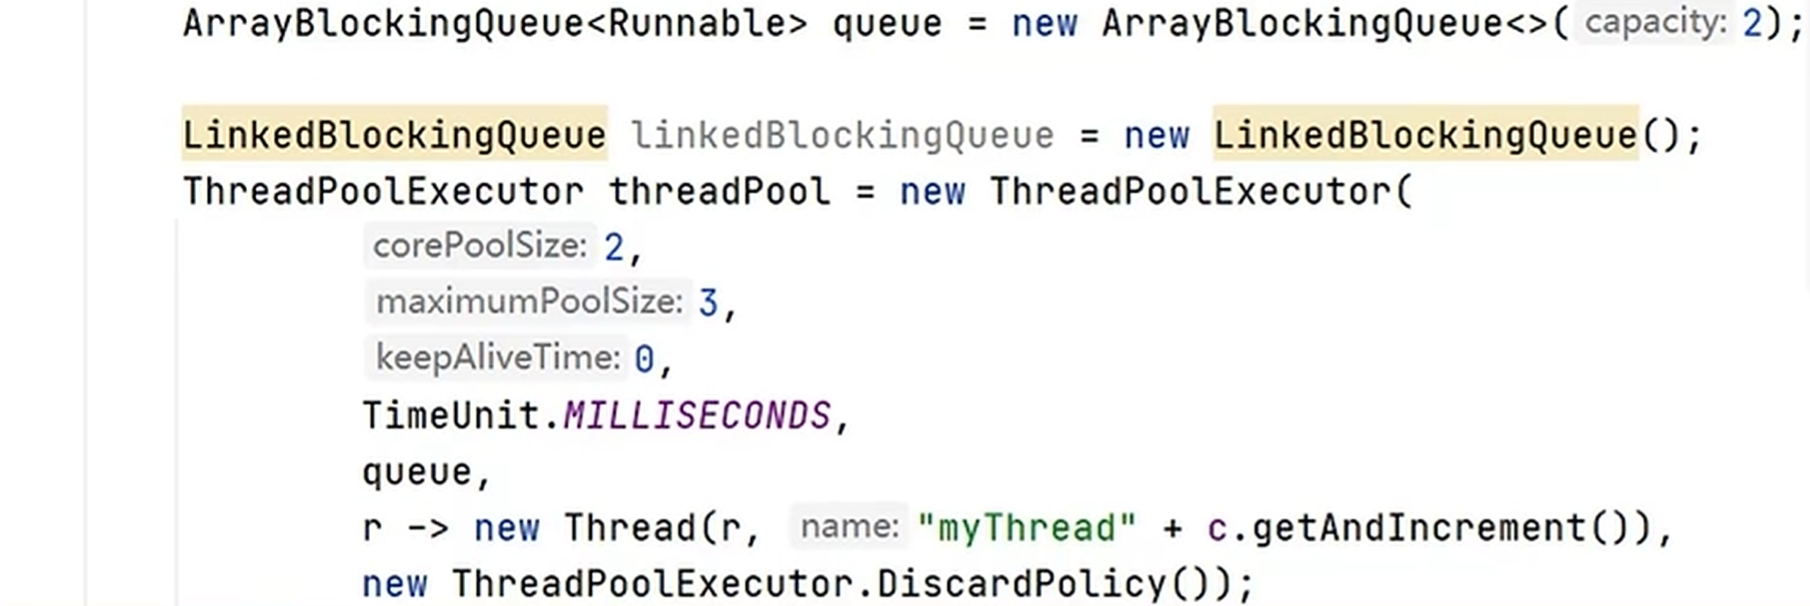 ArrayBlockingQueue<Runnable> queue = new ArrayBlockingQueue<>( capacity: 2);
LinkedBlockingQueue linkedBlockingQueue = new LinkedBlockingQueue();
ThreadPoolExecutor threadPool = new ThreadPoolExecutor(
corePoolSize: 2,
maximumPoolSize: 3,
keepAliveTime: 0,
TimeUnit.MILLISECONDS,
queue,
r -> new Thread(r, name: "myThread" + c.getAndIncrement()),
new ThreadPoolExecutor.DiscardPolicy());